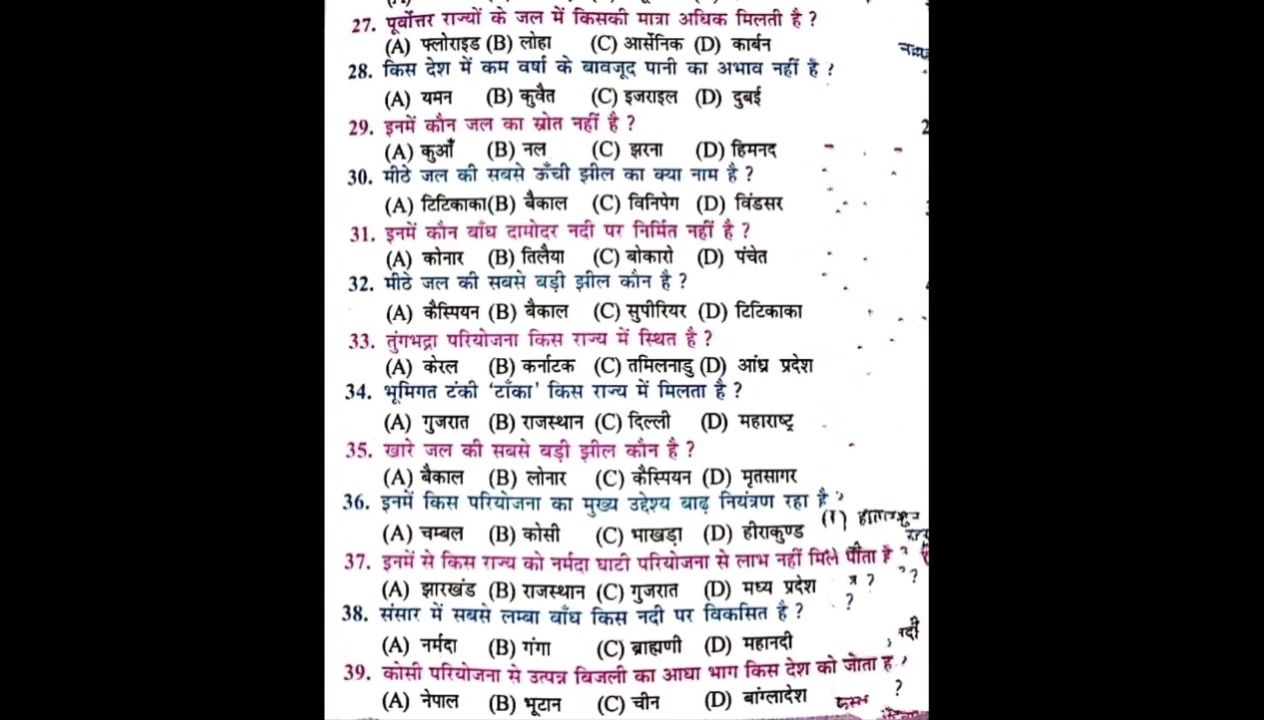 27. पूर्वोत्तर राज्यों के जल में किसकी मात्रा अधिक मिलती है ?
(A) फ्लोराइड (B) लोहा (C) आर्सेनिक (D) कार्बन
28. किस देश में कम वर्षा के बावजूद पानी का अभाव नहीं है ?
(A) यमन (B) कुवैत (C) इजराइल (D) दुबई
29. इनमें कौन जल का स्रोत नहीं है ?
(A) कुआँ (B) नल (C) झरना (D) हिमनद
30. मीठे जल की सबसे ऊँची झील का क्या नाम है ?
(A) टिटिकाका (B) बैकाल (C) विनिपेग (D) विंडसर
31. इनमें कौन बाँध दामोदर नदी पर निर्मित नहीं है ?
(A) कोनार (B) तिलैया (C) बोकारो (D) पंचेत
32. मीठे जल की सबसे बड़ी झील कौन है ?
(A) कैस्पियन (B) बैकाल (C) सुपीरियर (D) टिटिकाका
33. तुंगभद्रा परियोजना किस राज्य में स्थित है ?
(A) केरल (B) कर्नाटक (C) तमिलनाडु (D) आंध्र प्रदेश
34. भूमिगत टंकी 'टाँका' किस राज्य में मिलता है ?
(A) गुजरात (B) राजस्थान (C) दिल्ली (D) महाराष्ट्र
35. खारे जल की सबसे बड़ी झील कौन है ?
(A) बैकाल (B) लोनार (C) कैस्पियन (D) मृतसागर
36. इनमें किस परियोजना का मुख्य उद्देश्य बाढ़ नियंत्रण रहा है ?
(A) चम्बल (B) कोसी (C) भाखड़ा (D) हीराकुण्ड
37. इनमें से किस राज्य को नर्मदा घाटी परियोजना से लाभ नहीं मिल पाता है ?
(A) झारखंड (B) राजस्थान (C) गुजरात (D) मध्य प्रदेश
38. संसार में सबसे लम्बा बाँध किस नदी पर विकसित है ?
(A) नर्मदा (B) गंगा (C) ब्राह्मणी (D) महानदी
39. कोसी परियोजना से उत्पन्न बिजली का आधा भाग किस देश को जाता है ?
(A) नेपाल (B) भूटान (C) चीन (D) बांग्लादेश